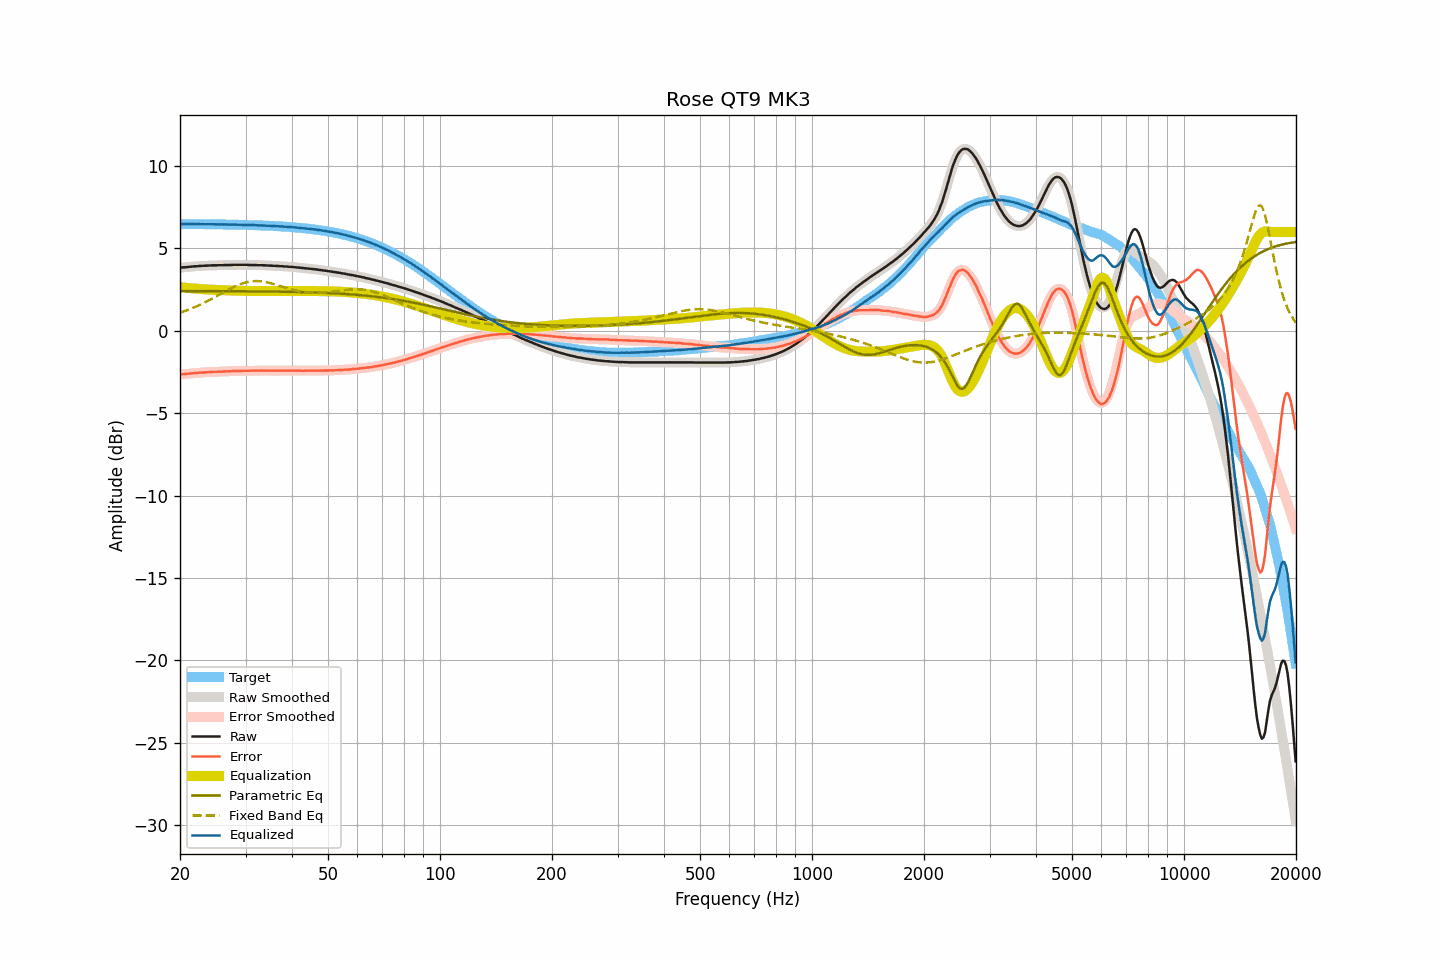 Rose QT9 MK3
10
5
0
−5
−10
−15
−20
−25
−30
Amplitude (dBr)
Target
Raw Smoothed
Error Smoothed
Raw
Error
Equalization
Parametric Eq
Fixed Band Eq
Equalized
20 50 100 200 500 1000 2000 5000 10000 20000
Frequency (Hz)